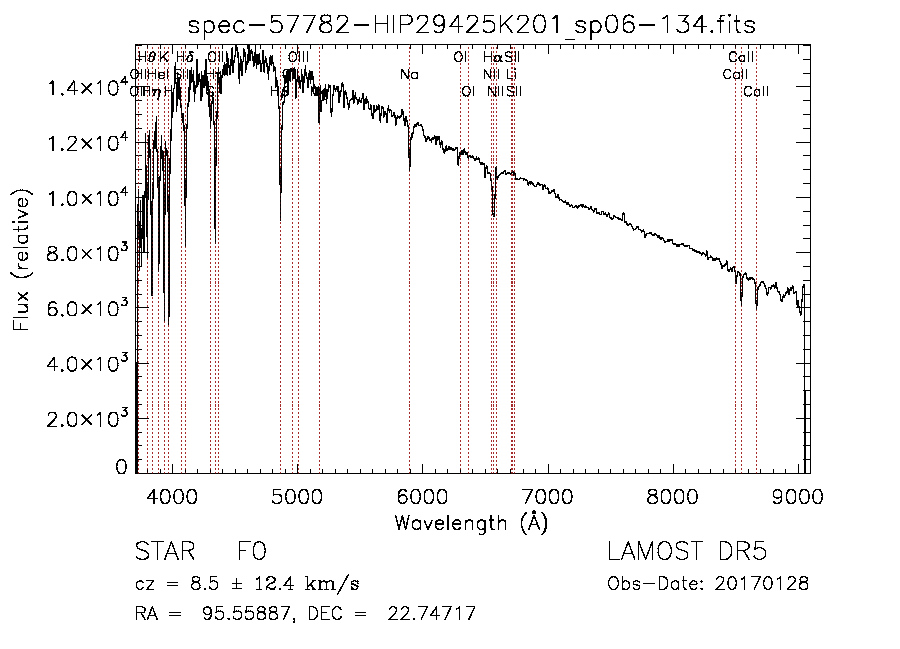 spec-57782-HIP29425K201_sp06-134.fits
Hθ K Hδ OIII OI Hα SII CaII
HeI Na NII Li CaII
Hη OI NII SII CaII
1.4×10⁴
1.2×10⁴
1.0×10⁴
8.0×10³
6.0×10³
4.0×10³
2.0×10³
0
Flux (relative)
4000 5000 6000 7000 8000 9000
Wavelength (Å)
STAR F0 LAMOST DR5
cz = 8.5 ± 12.4 km/s Obs-Date: 20170128
RA = 95.55887, DEC = 22.74717